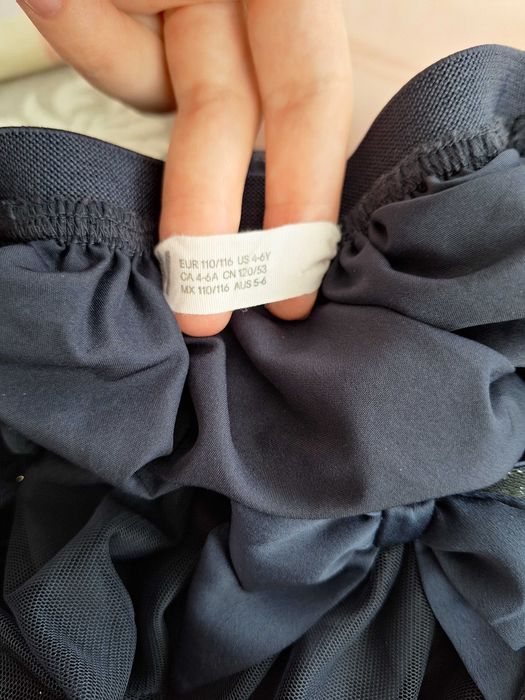 EUR 110/116 US 4-6Y
CA 4-6A CN 120/53
MX 110/116 AUS 5-6